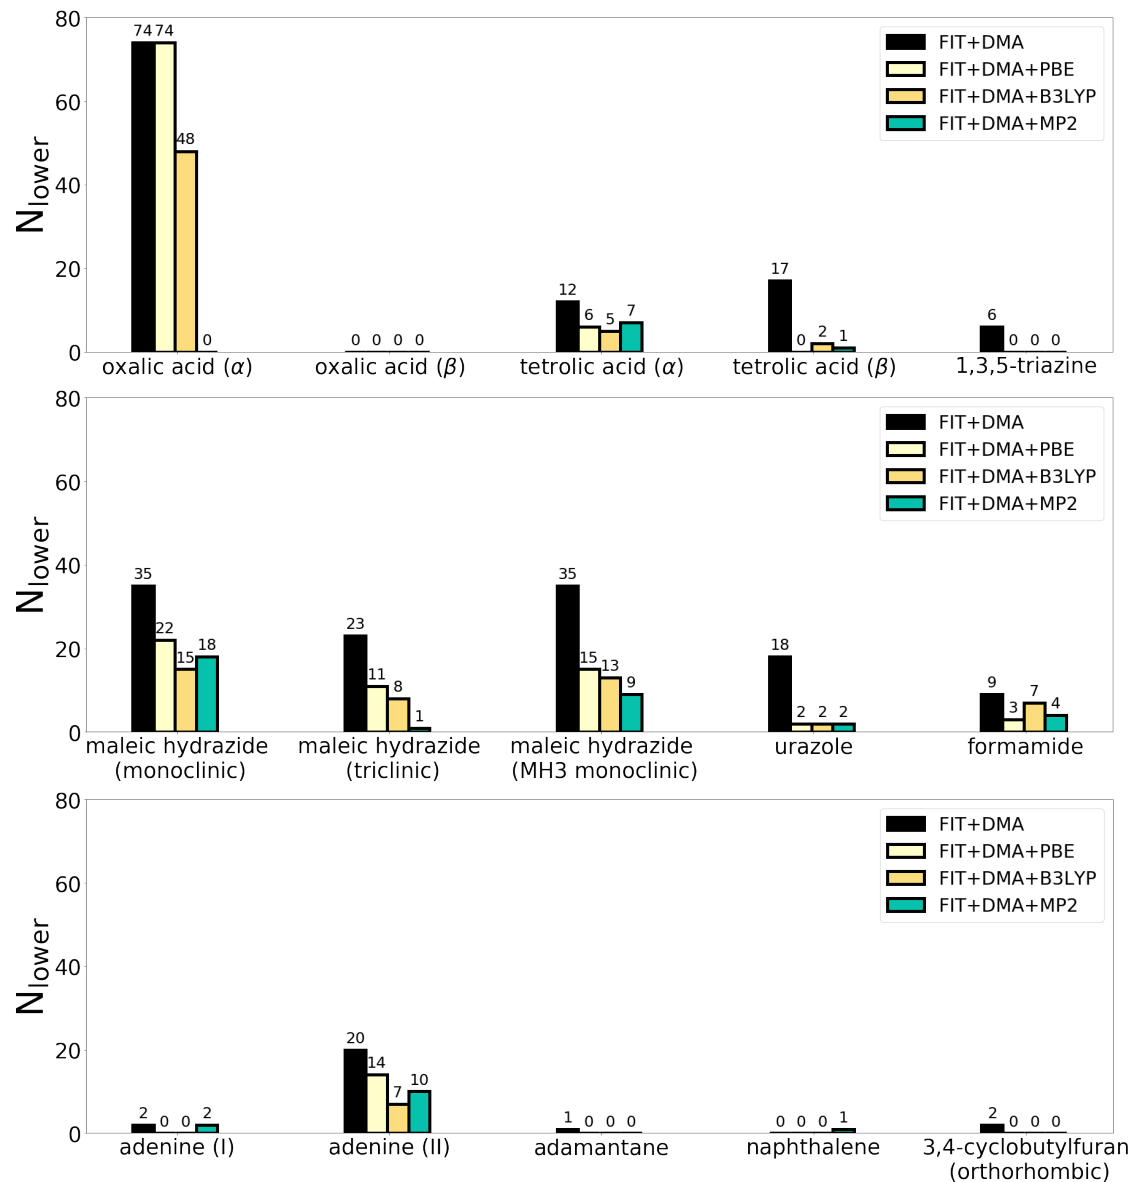 N_lower
80
60
40
20
0
74 74 48 0
0 0 0 0
12 6 5 7
17 0 2 1
6 0 0 0
FIT+DMA
FIT+DMA+PBE
FIT+DMA+B3LYP
FIT+DMA+MP2
oxalic acid (α)
oxalic acid (β)
tetrolic acid (α)
tetrolic acid (β)
1,3,5-triazine
N_lower
80
60
40
20
0
35 22 15 18
23 11 8 1
35 15 13 9
18 2 2 2
9 3 7 4
FIT+DMA
FIT+DMA+PBE
FIT+DMA+B3LYP
FIT+DMA+MP2
maleic hydrazide
(monoclinic)
maleic hydrazide
(triclinic)
maleic hydrazide
(MH3 monoclinic)
urazole
formamide
N_lower
80
60
40
20
0
2 0 0 2
20 14 7 10
1 0 0 0
0 0 0 1
2 0 0 0
FIT+DMA
FIT+DMA+PBE
FIT+DMA+B3LYP
FIT+DMA+MP2
adenine (I)
adenine (II)
adamantane
naphthalene
3,4-cyclobutylfuran
(orthorhombic)